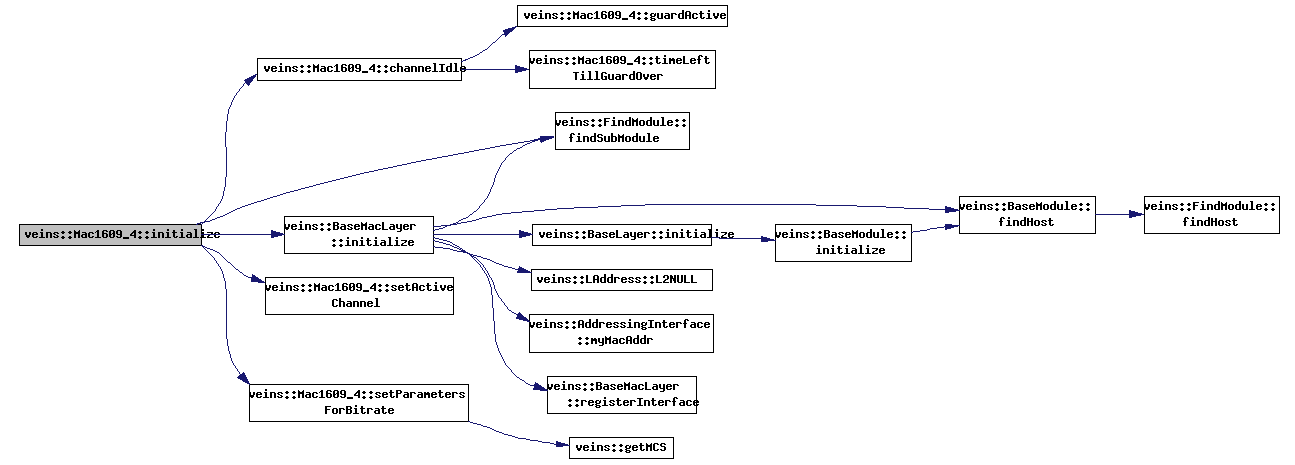 veins::Mac1609_4::guardActive
veins::Mac1609_4::timeLeft
TillGuardOver
veins::Mac1609_4::channelIdle
veins::FindModule::
findSubModule
veins::BaseModule::
findHost
veins::FindModule::
findHost
veins::Mac1609_4::initialize
veins::BaseMacLayer
::initialize
veins::BaseLayer::initialize
veins::BaseModule::
initialize
veins::LAddress::L2NULL
veins::Mac1609_4::setActive
Channel
veins::AddressingInterface
::myMacAddr
veins::BaseMacLayer
::registerInterface
veins::Mac1609_4::setParameters
ForBitrate
veins::getMCS